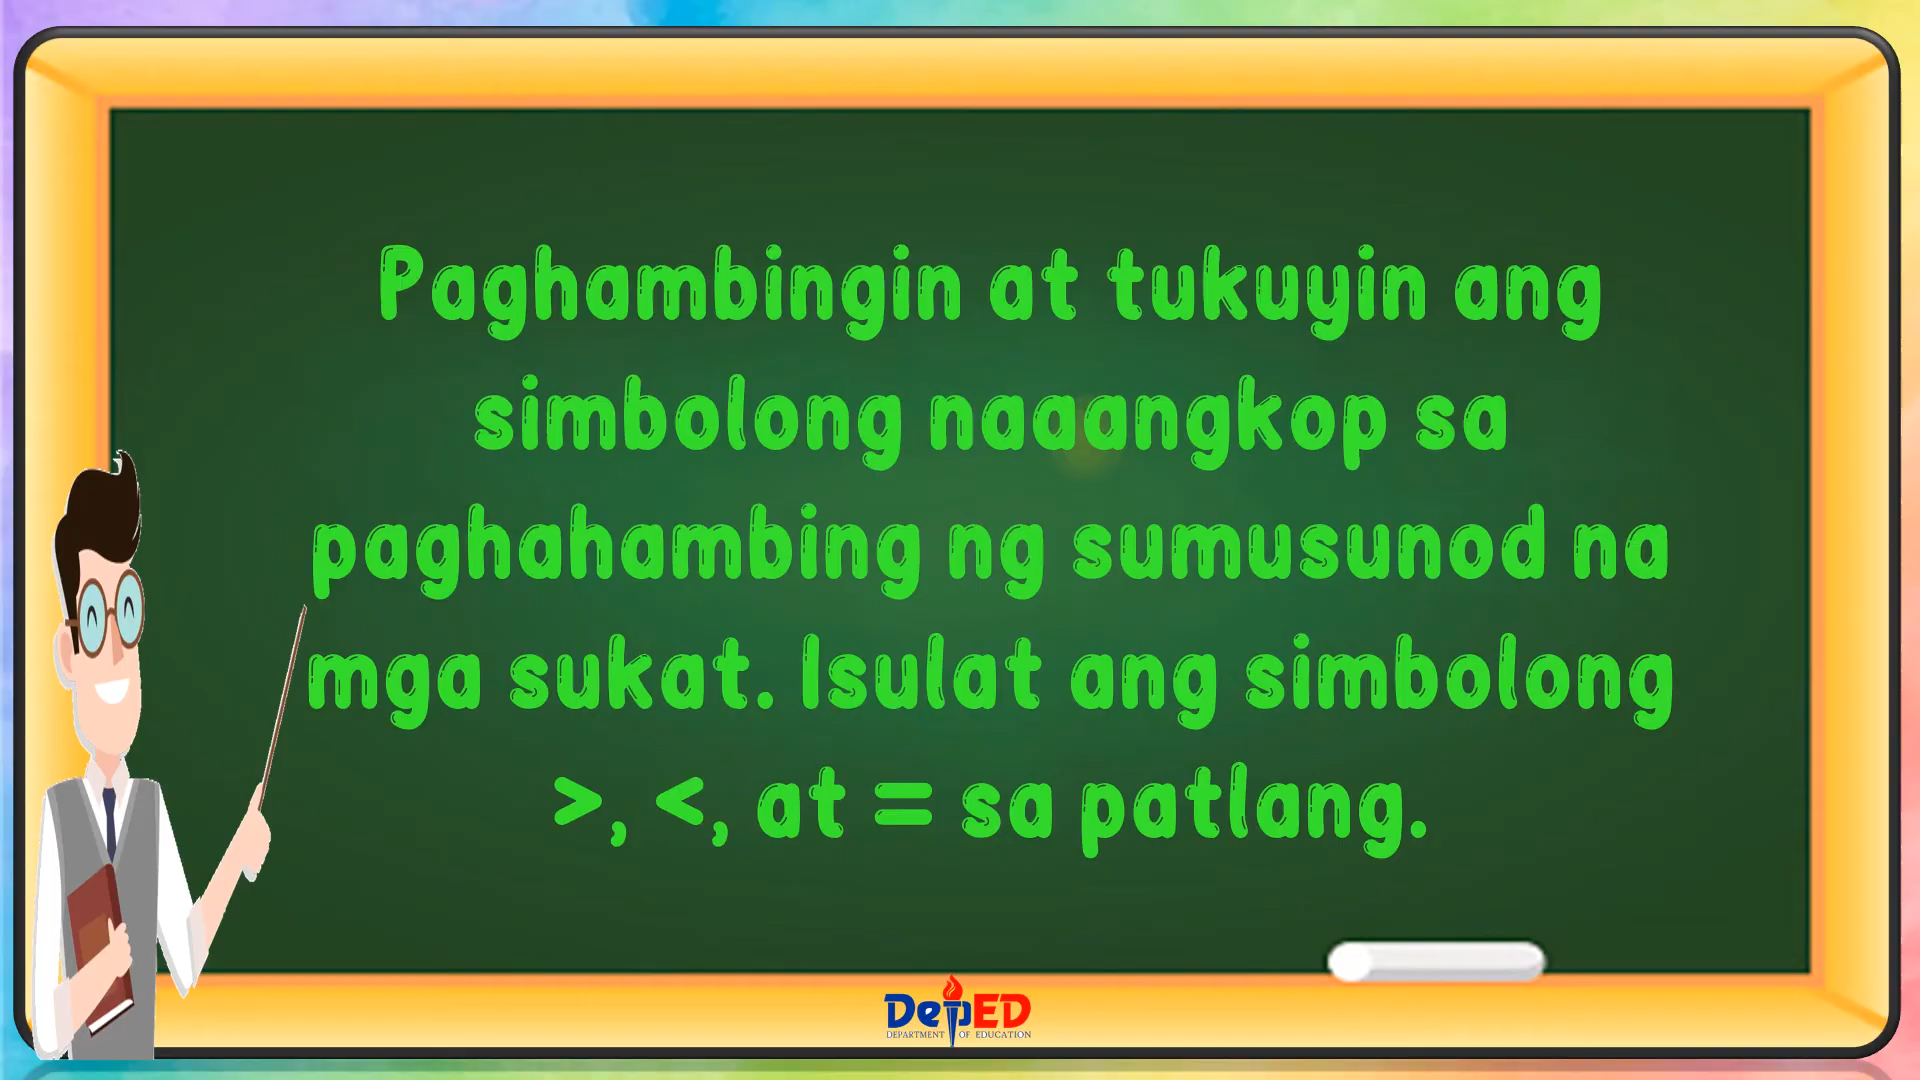 Paghambingin at tukuyin ang
simbolong naaangkop sa
paghahambing ng sumusunod na
mga sukat. Isulat ang simbolong
>, <, at = sa patlang.
DepED
DEPARTMENT OF EDUCATION